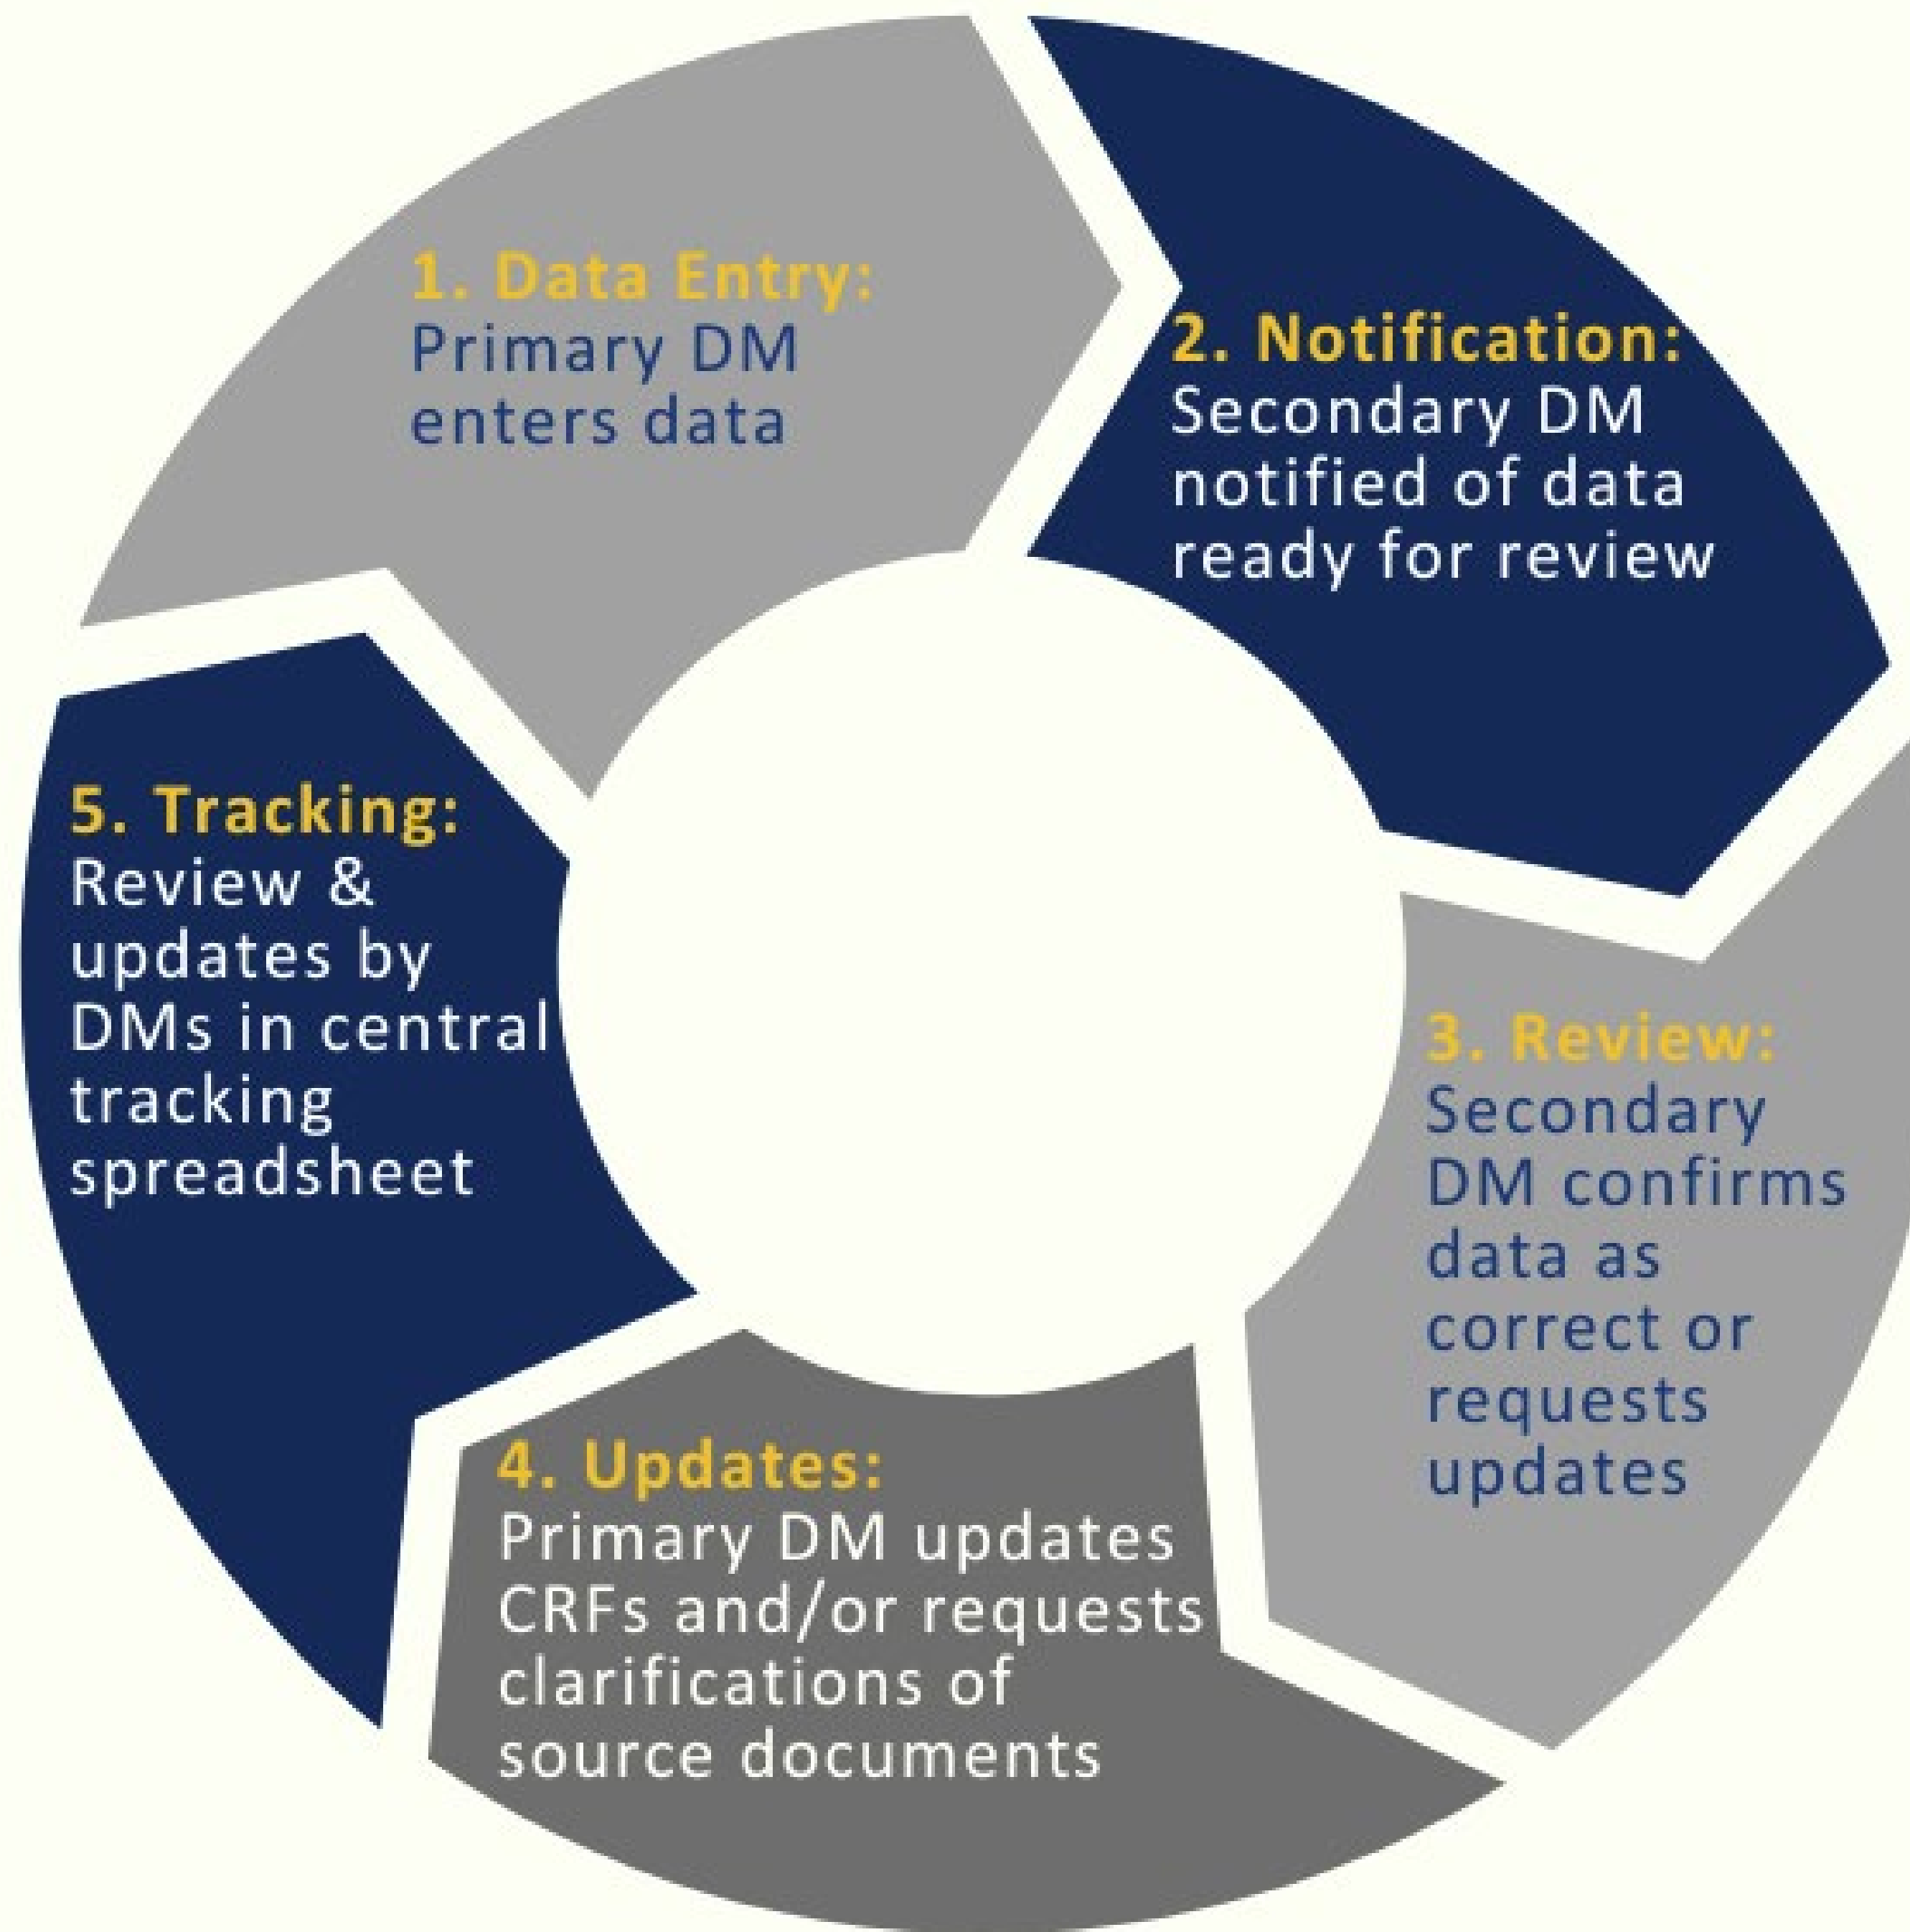 1. Data Entry:
Primary DM
enters data
2. Notification:
Secondary DM
notified of data
ready for review
3. Review:
Secondary
DM confirms
data as
correct or
requests
updates
4. Updates:
Primary DM updates
CRFs and/or requests
clarifications of
source documents
5. Tracking:
Review &
updates by
DMs in central
tracking
spreadsheet